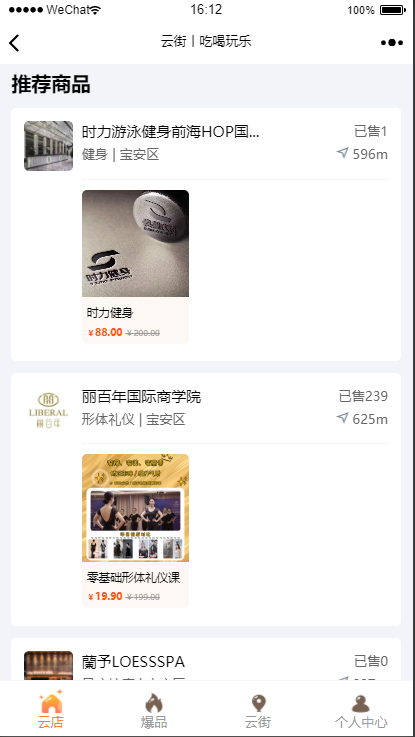 WeChat 16:12 100%
云街丨吃喝玩乐
推荐商品
时力游泳健身前海HOP国... 已售1
健身 | 宝安区 596m
时力健身
时力健身
¥88.00 ¥200.00
丽百年国际商学院 已售239
LIBERAL
丽百年
形体礼仪 | 宝安区 625m
零基础形体礼仪课
¥19.90 ¥199.00
蘭予LOESSSPA 已售0
云店 爆品 云街 个人中心